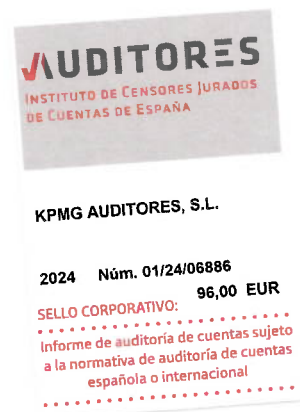 AUDITORES
INSTITUTO DE CENSORES JURADOS
DE CUENTAS DE ESPAÑA
KPMG AUDITORES, S.L.
2024 Núm. 01/24/06886
SELLO CORPORATIVO: 96,00 EUR
Informe de auditoría de cuentas sujeto
a la normativa de auditoría de cuentas
española o internacional